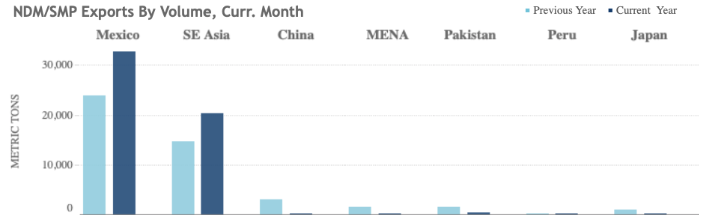 NDM/SMP Exports By Volume, Curr. Month
Previous Year Current Year
Mexico SE Asia China MENA Pakistan Peru Japan
30,000
20,000
10,000
0
METRIC TONS